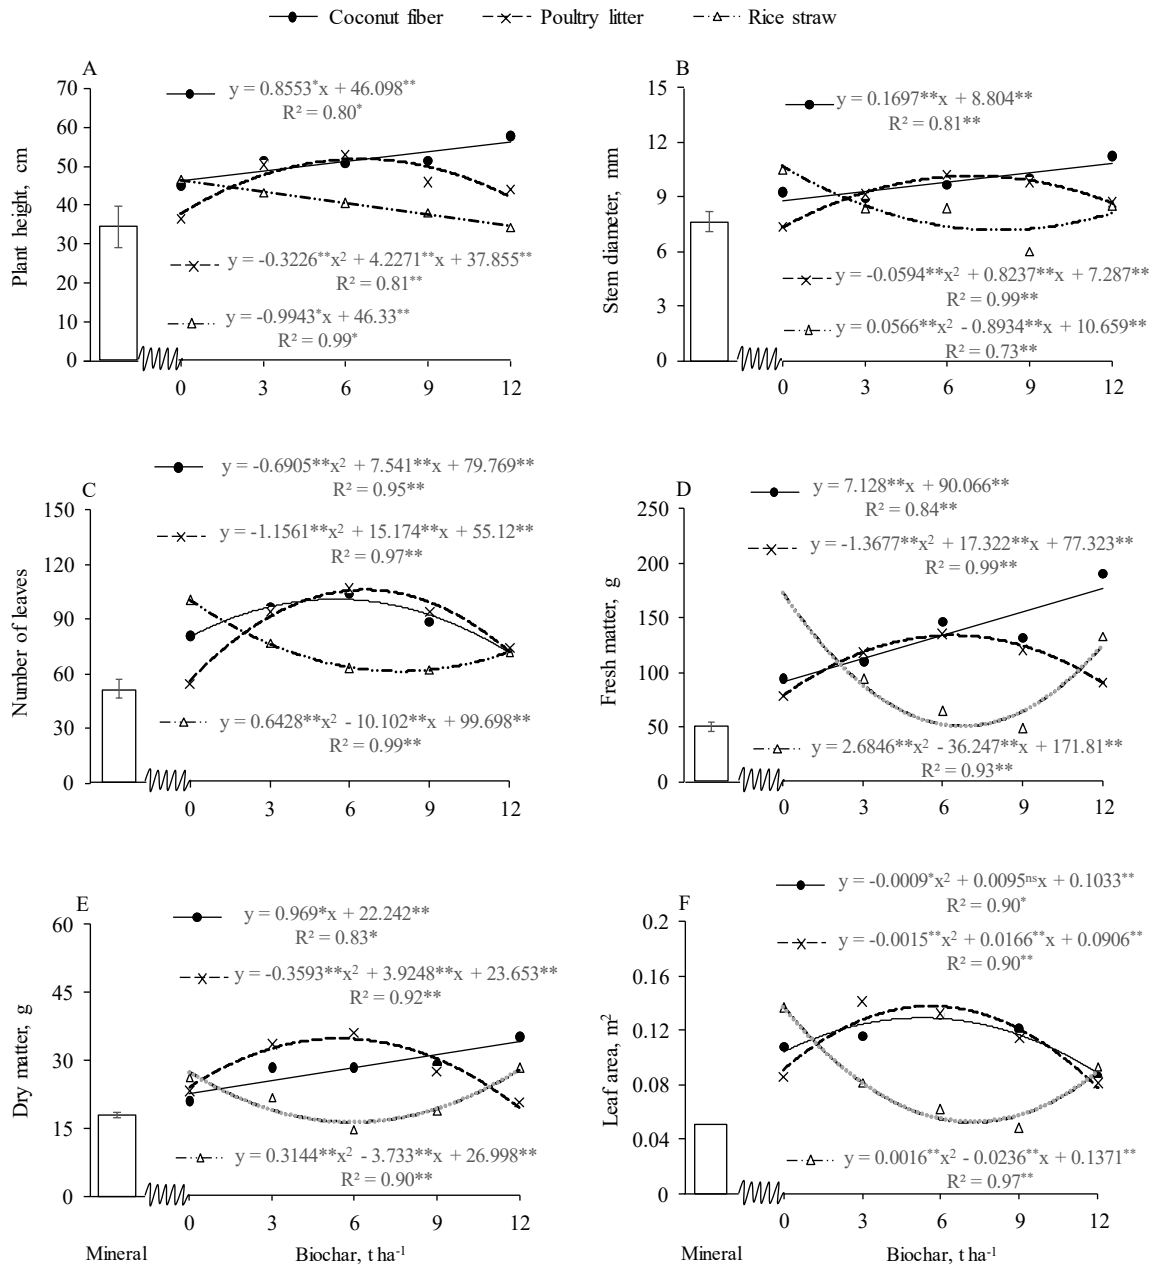 Coconut fiber Poultry litter Rice straw
A
y = 0.8553*x + 46.098**
R² = 0.80*
70
60
50
40
30
20
10
0
Plant height, cm
y = -0.3226**x² + 4.2271**x + 37.855**
R² = 0.81**
y = -0.9943*x + 46.33**
R² = 0.99*
0 3 6 9 12
B
y = 0.1697**x + 8.804**
R² = 0.81**
15
12
9
6
3
0
Stem diameter, mm
y = -0.0594**x² + 0.8237**x + 7.287**
R² = 0.99**
y = 0.0566**x² - 0.8934**x + 10.659**
R² = 0.73**
0 3 6 9 12
C
y = -0.6905**x² + 7.541**x + 79.769**
R² = 0.95**
y = -1.1561**x² + 15.174**x + 55.12**
R² = 0.97**
150
120
90
60
30
0
Number of leaves
y = 0.6428**x² - 10.102**x + 99.698**
R² = 0.99**
0 3 6 9 12
D
y = 7.128**x + 90.066**
R² = 0.84**
y = -1.3677**x² + 17.322**x + 77.323**
R² = 0.99**
250
200
150
100
50
0
Fresh matter, g
y = 2.6846**x² - 36.247**x + 171.81**
R² = 0.93**
0 3 6 9 12
E
y = 0.969*x + 22.242**
R² = 0.83*
y = -0.3593**x² + 3.9248**x + 23.653**
R² = 0.92**
60
45
30
15
0
Dry matter, g
y = 0.3144**x² - 3.733**x + 26.998**
R² = 0.90**
0 3 6 9 12
Mineral Biochar, t ha⁻¹
F
y = -0.0009*x² + 0.0095ⁿˢx + 0.1033**
R² = 0.90*
y = -0.0015**x² + 0.0166**x + 0.0906**
R² = 0.90**
0.2
0.16
0.12
0.08
0.04
0
Leaf area, m²
y = 0.0016**x² - 0.0236**x + 0.1371**
R² = 0.97**
0 3 6 9 12
Mineral Biochar, t ha⁻¹